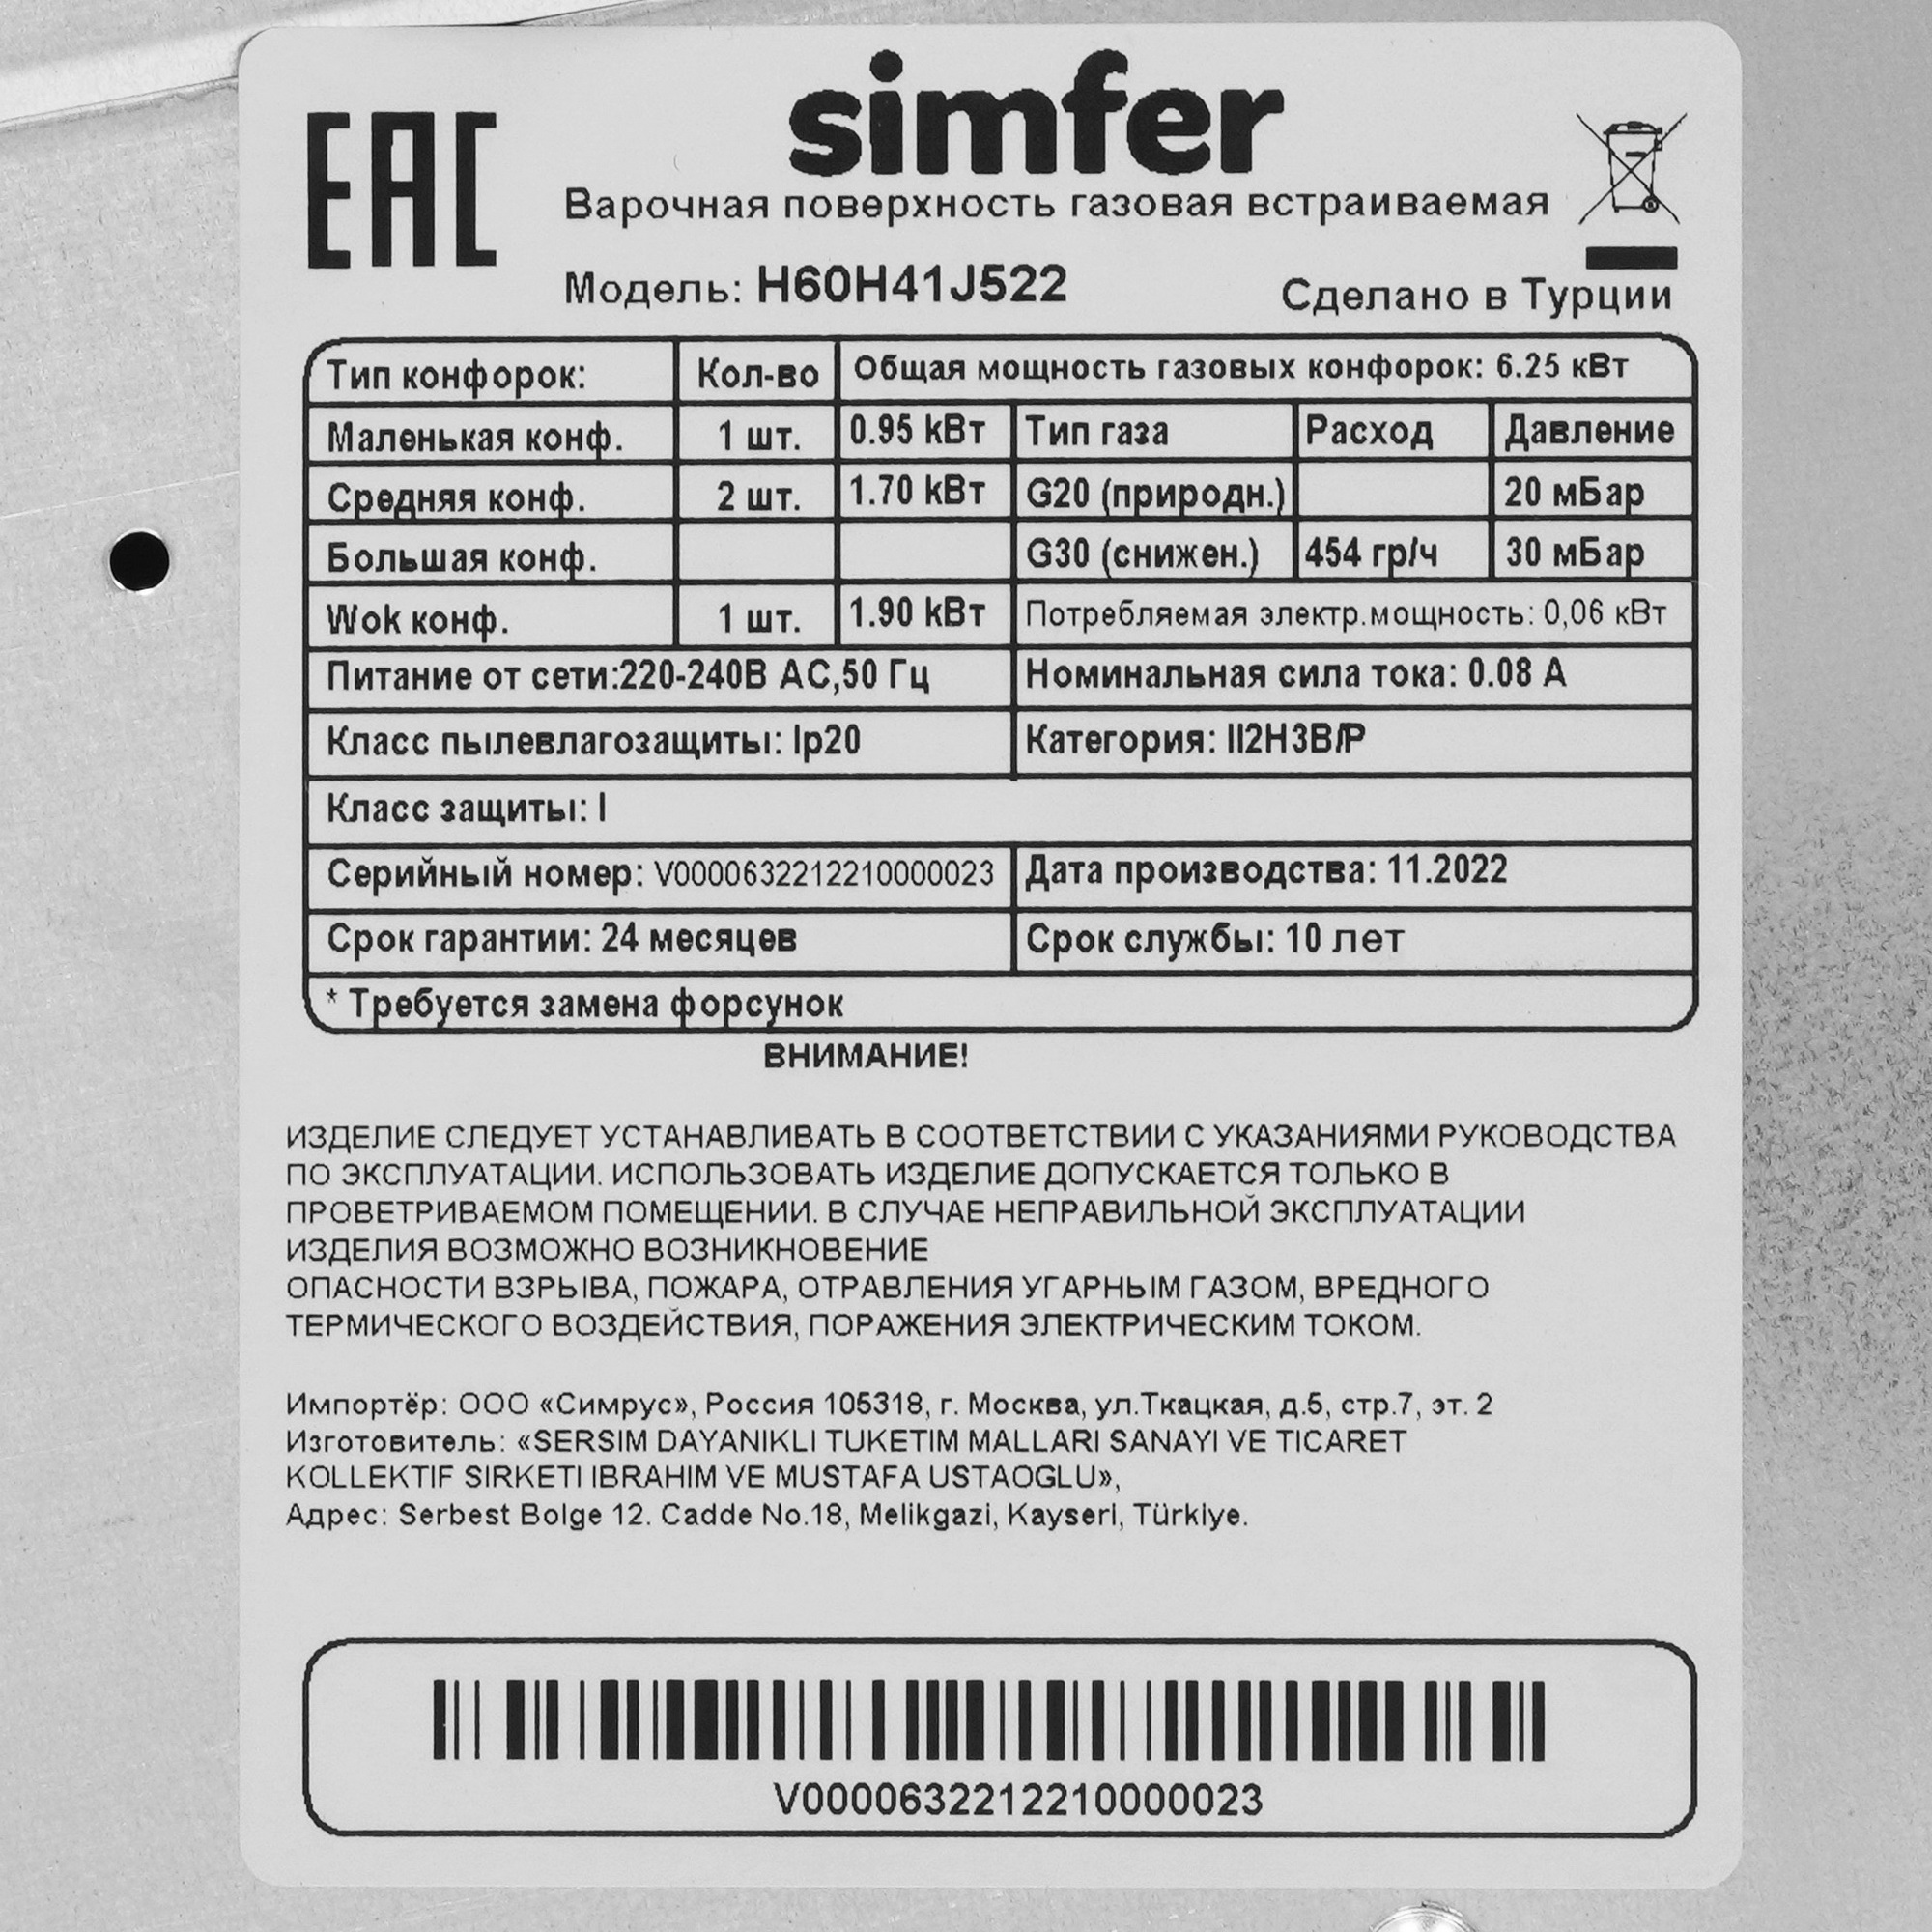 EAC
simfer
Варочная поверхность газовая встраиваемая
Модель: H60H41J522
Сделано в Турции
Тип конфорок: Кол-во Общая мощность газовых конфорок: 6.25 кВт
Маленькая конф. 1 шт. 0.95 kВт Тип газа Расход Давление
Средняя конф. 2 шт. 1.70 kВт G20 (природн.) 20 мБар
Большая конф. G30 (снижен.) 454 гр/ч 30 мБар
Wok конф. 1 шт. 1.90 kВт Потребляемая электр.мощность: 0,06 кВт
Питание от сети:220-240В АС,50 Гц Номинальная сила тока: 0.08 А
Класс пылевлагозащиты: Ip20 Категория: II2H3B/P
Класс защиты: I
Серийный номер: V0000632212210000023 Дата производства: 11.2022
Срок гарантии: 24 месяцев Срок службы: 10 лет
* Требуется замена форсунок
ВНИМАНИЕ!
ИЗДЕЛИЕ СЛЕДУЕТ УСТАНАВЛИВАТЬ В СООТВЕТСТВИИ С УКАЗАНИЯМИ РУКОВОДСТВА
ПО ЭКСПЛУАТАЦИИ. ИСПОЛЬЗОВАТЬ ИЗДЕЛИЕ ДОПУСКАЕТСЯ ТОЛЬКО В
ПРОВЕТРИВАЕМОМ ПОМЕЩЕНИИ. В СЛУЧАЕ НЕПРАВИЛЬНОЙ ЭКСПЛУАТАЦИИ
ИЗДЕЛИЯ ВОЗМОЖНО ВОЗНИКНОВЕНИЕ
ОПАСНОСТИ ВЗРЫВА, ПОЖАРА, ОТРАВЛЕНИЯ УГАРНЫМ ГАЗОМ, ВРЕДНОГО
ТЕРМИЧЕСКОГО ВОЗДЕЙСТВИЯ, ПОРАЖЕНИЯ ЭЛЕКТРИЧЕСКИМ ТОКОМ.
Импортёр: ООО «Симрус», Россия 105318, г. Москва, ул.Ткацкая, д.5, стр.7, эт. 2
Изготовитель: «SERSIM DAYANIKLI TUKETIM MALLARI SANAYI VE TICARET
KOLLEKTIF SIRKETI IBRAHIM VE MUSTAFA USTAOGLU»,
Адрес: Serbest Bolge 12. Cadde No.18, Melikgazi, Kayseri, Türkiye.
V0000632212210000023